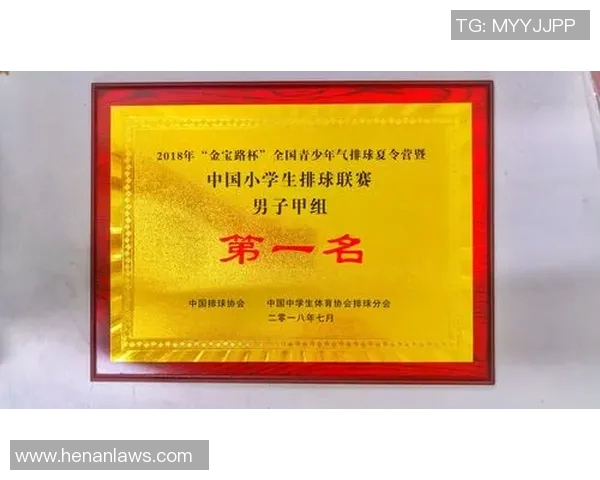 TG: MYYJJPP
2018年“金宝路杯”全国青少年气排球夏令营暨
中国小学生排球联赛
男子甲组
第一名
中国排球协会 中国中学生体育协会排球分会
二零一八年七月
www.henanlaws.com